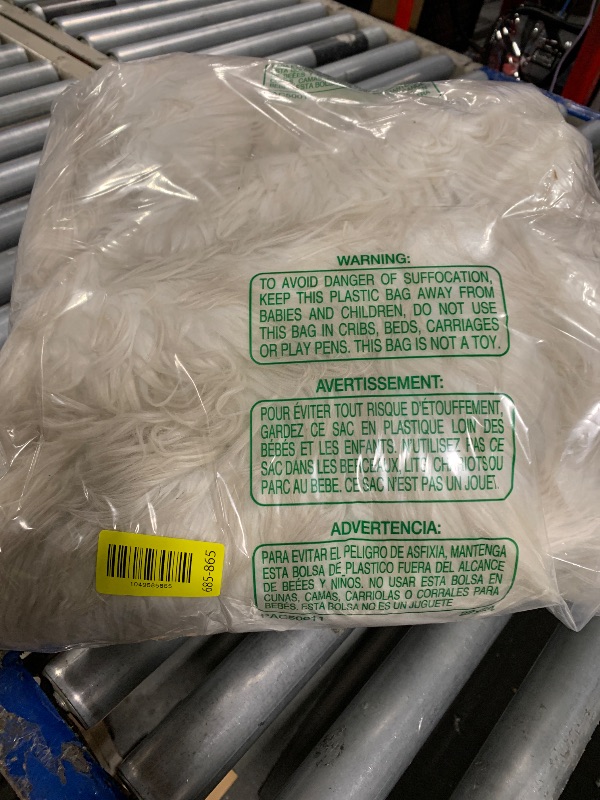 BOLSA ESTA BOL
WARNING:
TO AVOID DANGER OF SUFFOCATION,
KEEP THIS PLASTIC BAG AWAY FROM
BABIES AND CHILDREN, DO NOT USE
THIS BAG IN CRIBS, BEDS, CARRIAGES
OR PLAY PENS. THIS BAG IS NOT A TOY.
AVERTISSEMENT:
POUR ÉVITER TOUT RISQUE D'ÉTOUFFEMENT,
GARDEZ CE SAC EN PLASTIQUE LOIN DES
BÉBÉS ET LES ENFANTS. N'UTILISEZ PAS CE
SAC DANS LES BERCEAUX, LITS, CHARIOTS OU
PARC AU BEBE. CE SAC N'EST PAS UN JOUET.
ADVERTENCIA:
PARA EVITAR EL PELIGRO DE ASFIXIA, MANTENGA
ESTA BOLSA DE PLASTICO FUERA DEL ALCANCE
DE BEÉES Y NIÑOS. NO USAR ESTA BOLSA EN
CUNAS, CAMAS, CARRIOLAS O CORRALES PARA
BEBES. ESTA BOLSA NO ES UN JUGUETE
685-865